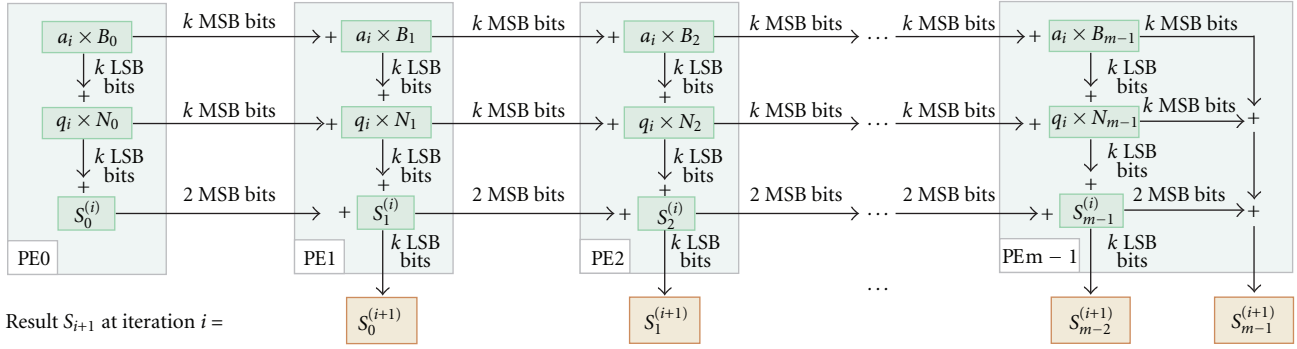 a_i × B_0 k MSB bits + a_i × B_1 k MSB bits + a_i × B_2 k MSB bits ... k MSB bits + a_i × B_{m−1} k MSB bits
k LSB bits k LSB bits k LSB bits k LSB bits
+ + + +
q_i × N_0 k MSB bits + q_i × N_1 k MSB bits + q_i × N_2 k MSB bits ... k MSB bits + q_i × N_{m−1} k MSB bits +
k LSB bits k LSB bits k LSB bits k LSB bits
+ + + +
S_0^{(i)} 2 MSB bits + S_1^{(i)} 2 MSB bits + S_2^{(i)} 2 MSB bits ... 2 MSB bits + S_{m−1}^{(i)} 2 MSB bits +
PE0 PE1 k LSB bits PE2 k LSB bits ... PEm − 1 k LSB bits
Result S_{i+1} at iteration i = S_0^{(i+1)} S_1^{(i+1)} S_{m−2}^{(i+1)} S_{m−1}^{(i+1)}